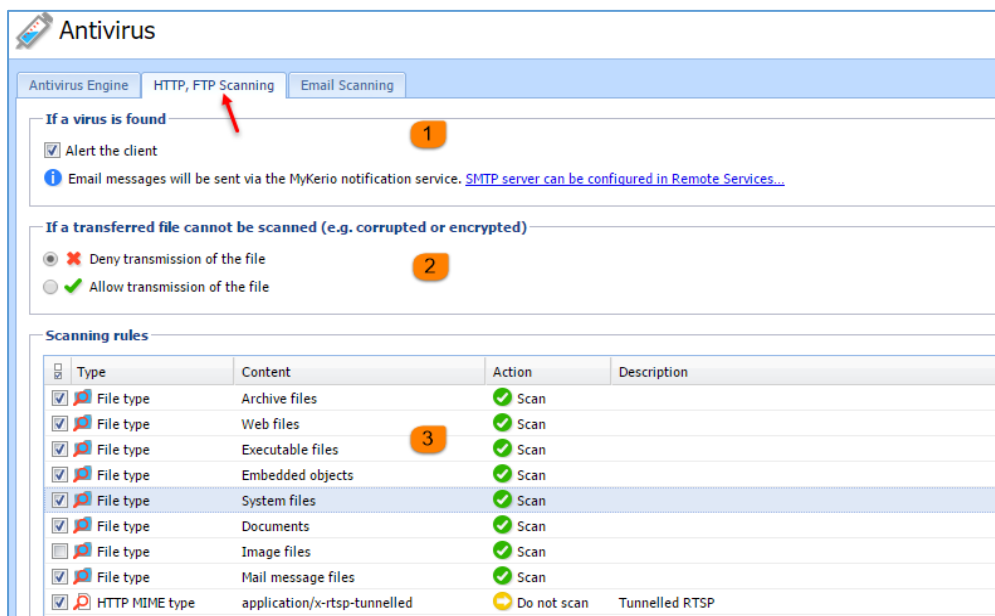 Antivirus
Antivirus Engine HTTP, FTP Scanning Email Scanning
If a virus is found
1
Alert the client
Email messages will be sent via the MyKerio notification service. SMTP server can be configured in Remote Services...
If a transferred file cannot be scanned (e.g. corrupted or encrypted)
Deny transmission of the file
2
Allow transmission of the file
Scanning rules
Type Content Action Description
File type Archive files Scan
File type Web files Scan
3
File type Executable files Scan
File type Embedded objects Scan
File type System files Scan
File type Documents Scan
File type Image files Scan
File type Mail message files Scan
HTTP MIME type application/x-rtsp-tunnelled Do not scan Tunnelled RTSP